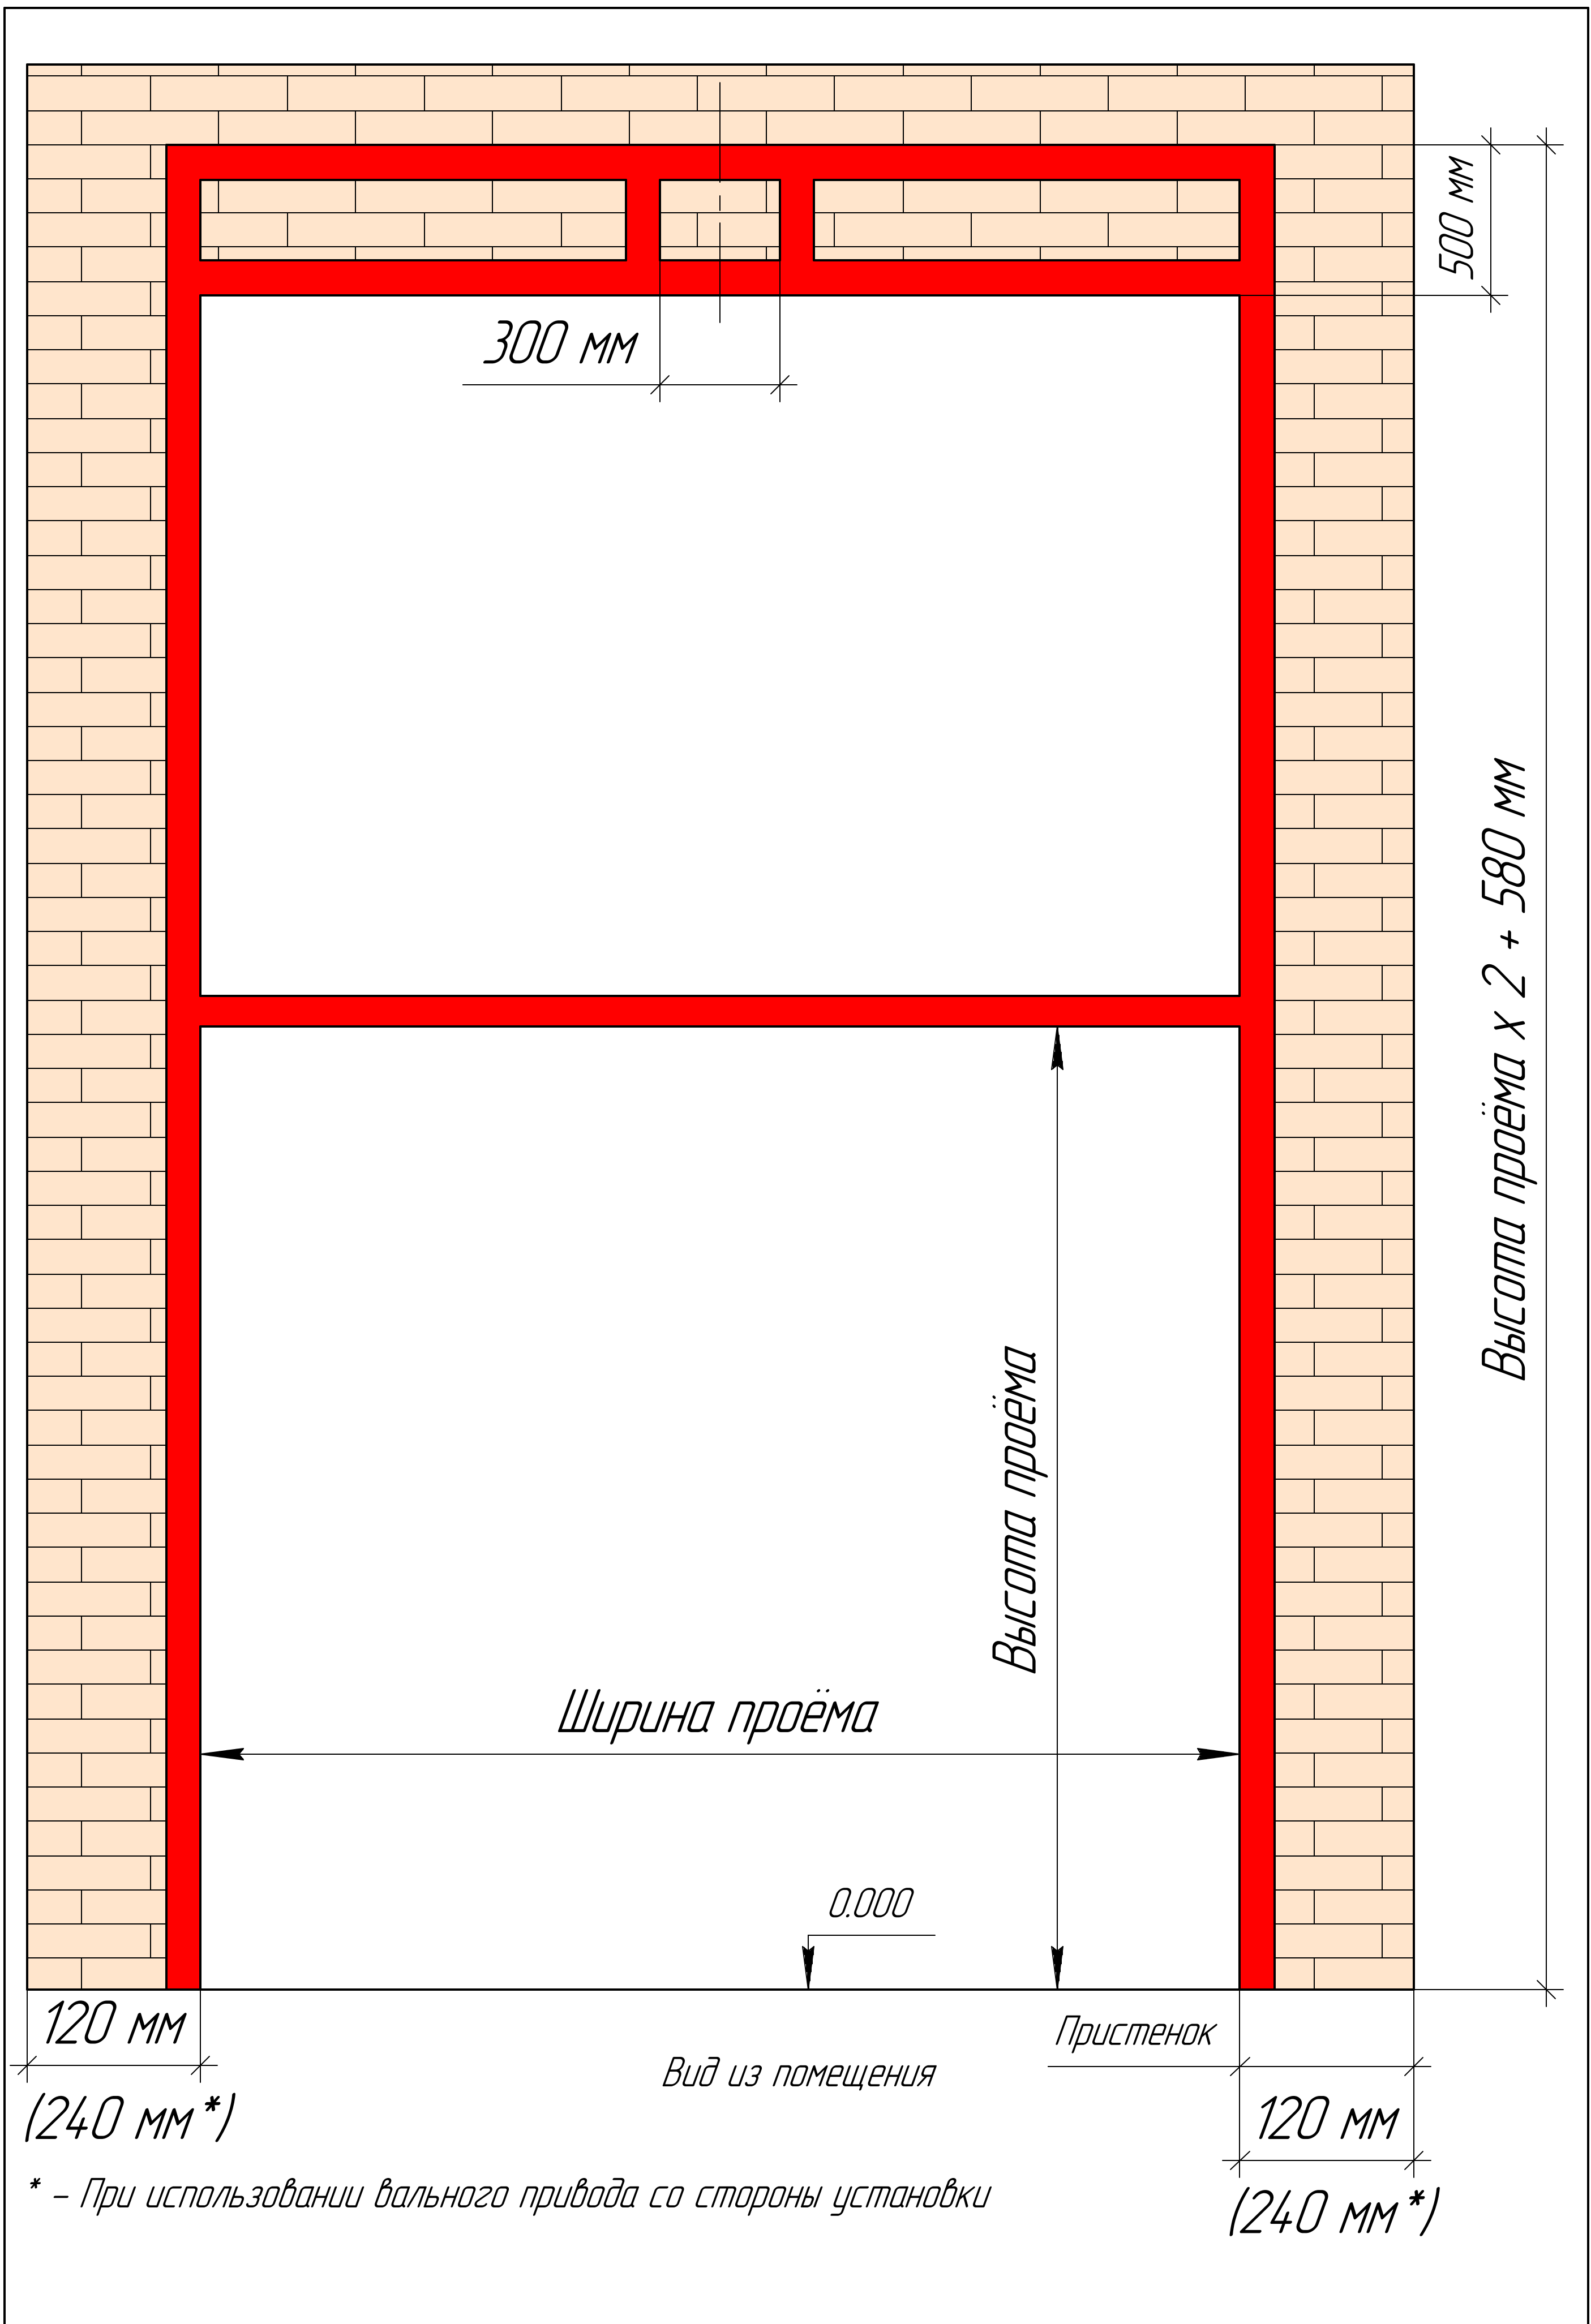 500 мм
300 мм
Высота проёма x 2 + 580 мм
Высота проёма
Ширина проёма
0.000
120 мм
(240 мм*)
Вид из помещения
Пристенок
120 мм
(240 мм*)
* - При использовании вального привода со стороны установки